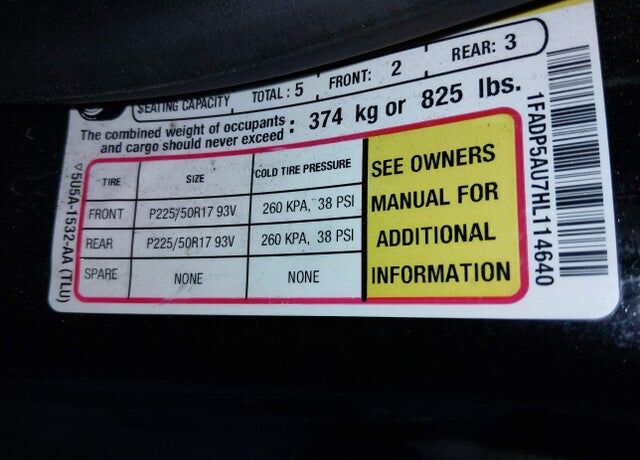 SEATING CAPACITY TOTAL: 5 FRONT: 2 REAR: 3
The combined weight of occupants and cargo should never exceed: 374 kg or 825 lbs.
TIRE SIZE COLD TIRE PRESSURE
FRONT P225/50R17 93V 260 KPA, 38 PSI
REAR P225/50R17 93V 260 KPA, 38 PSI
SPARE NONE NONE
SEE OWNERS
MANUAL FOR
ADDITIONAL
INFORMATION
5U5A-1532-AA (TLU)
1FADP5AU7HL114640